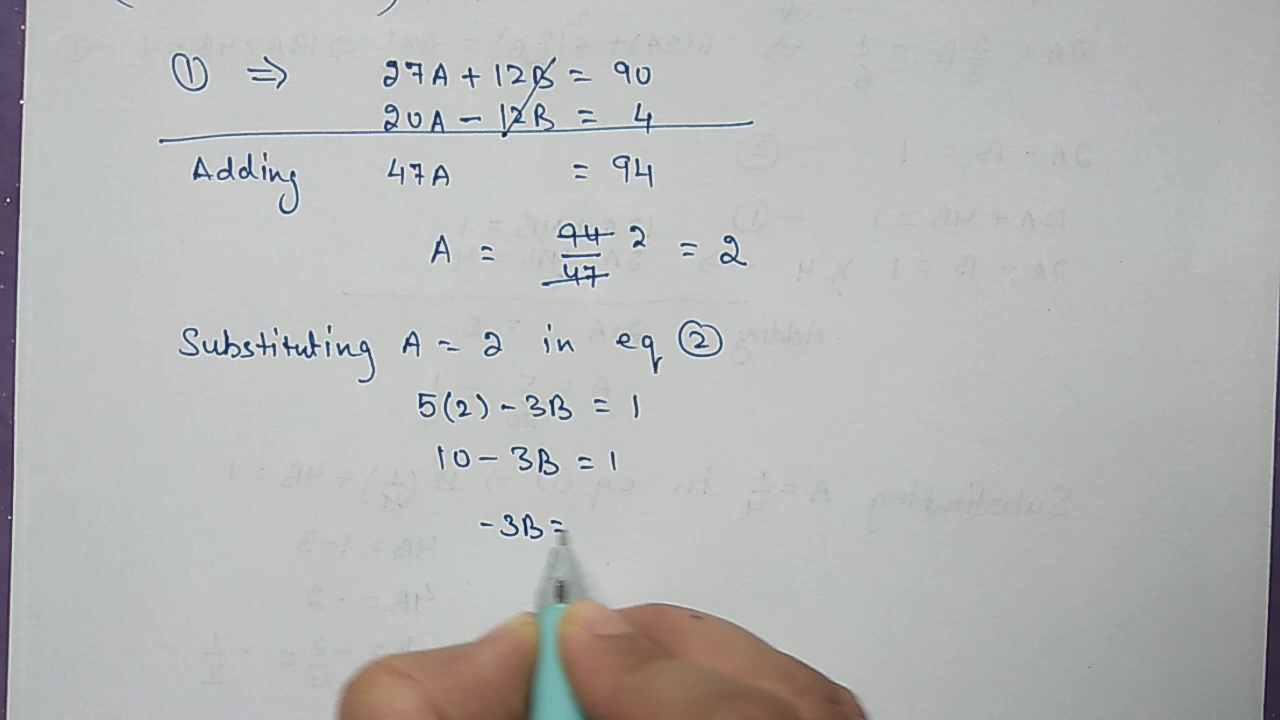 ① ⇒ 27A + 12B = 90
20A - 12B = 4
Adding 47A = 94
A = 94/47 2 = 2
Substituting A = 2 in eq ②
5(2) - 3B = 1
10 - 3B = 1
-3B =